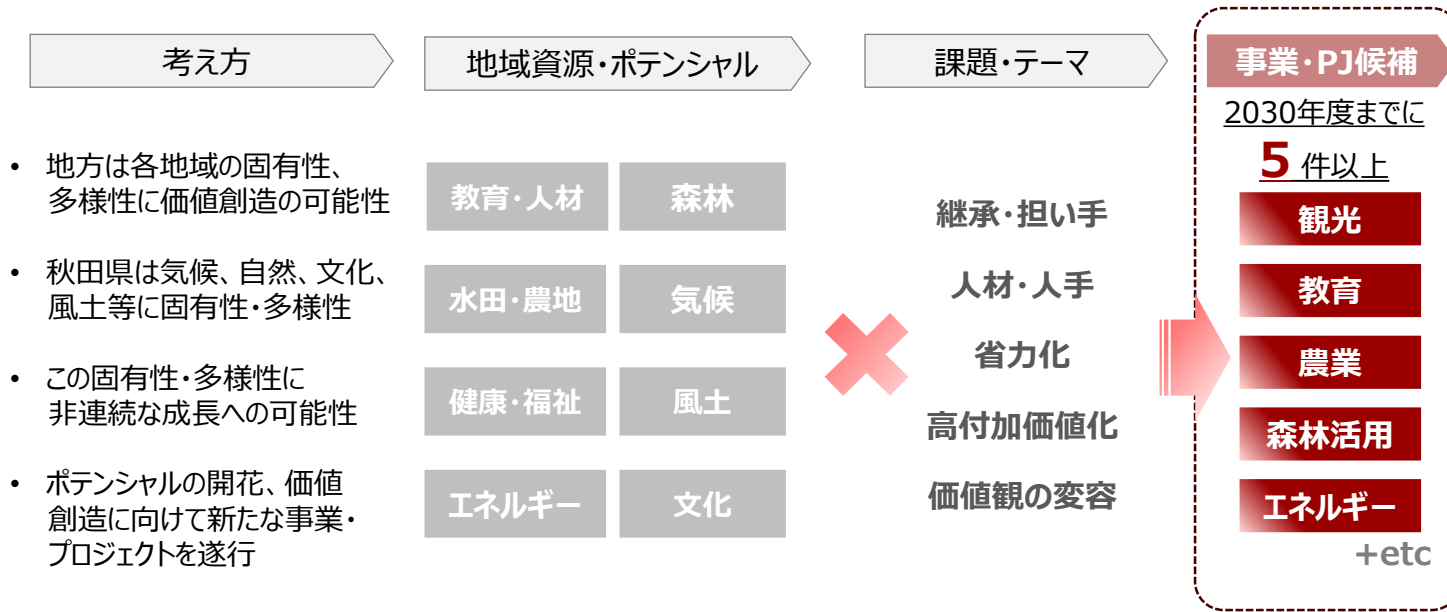 考え方
地域資源・ポテンシャル
課題・テーマ
事業・PJ候補
• 地方は各地域の固有性、
多様性に価値創造の可能性
• 秋田県は気候、自然、文化、
風土等に固有性・多様性
• この固有性・多様性に
非連続な成長への可能性
• ポテンシャルの開花、価値
創造に向けて新たな事業・
プロジェクトを遂行
教育・人材
森林
水田・農地
気候
健康・福祉
風土
エネルギー
文化
継承・担い手
人材・人手
省力化
高付加価値化
価値観の変容
2030年度までに
5 件以上
観光
教育
農業
森林活用
エネルギー
+etc